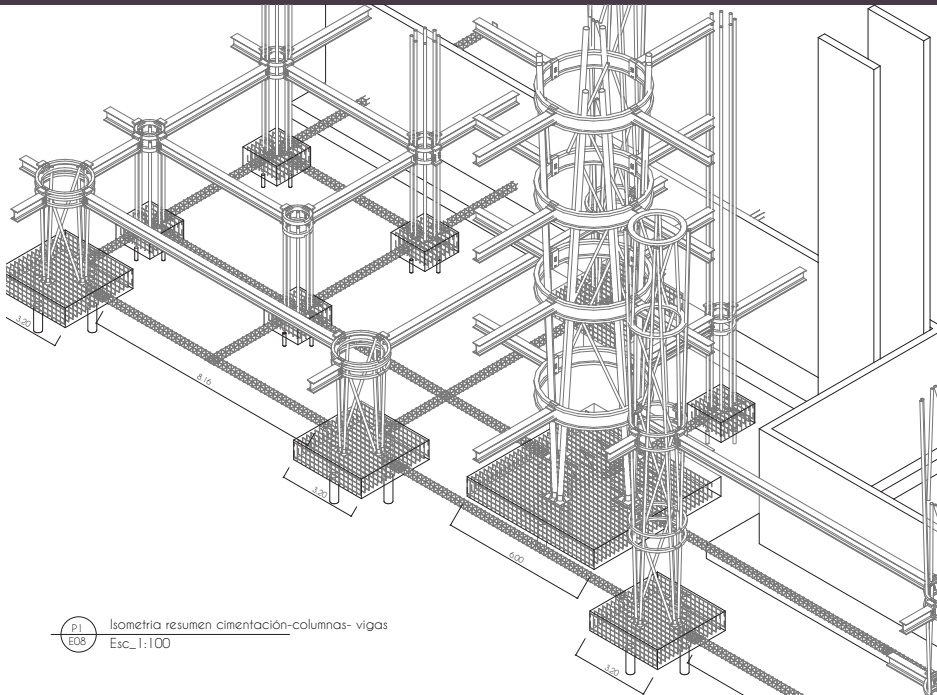 3.20
8.16
3.20
6.00
3.20
P1
E08
Isometria resumen cimentación-columnas- vigas
Esc_1:100